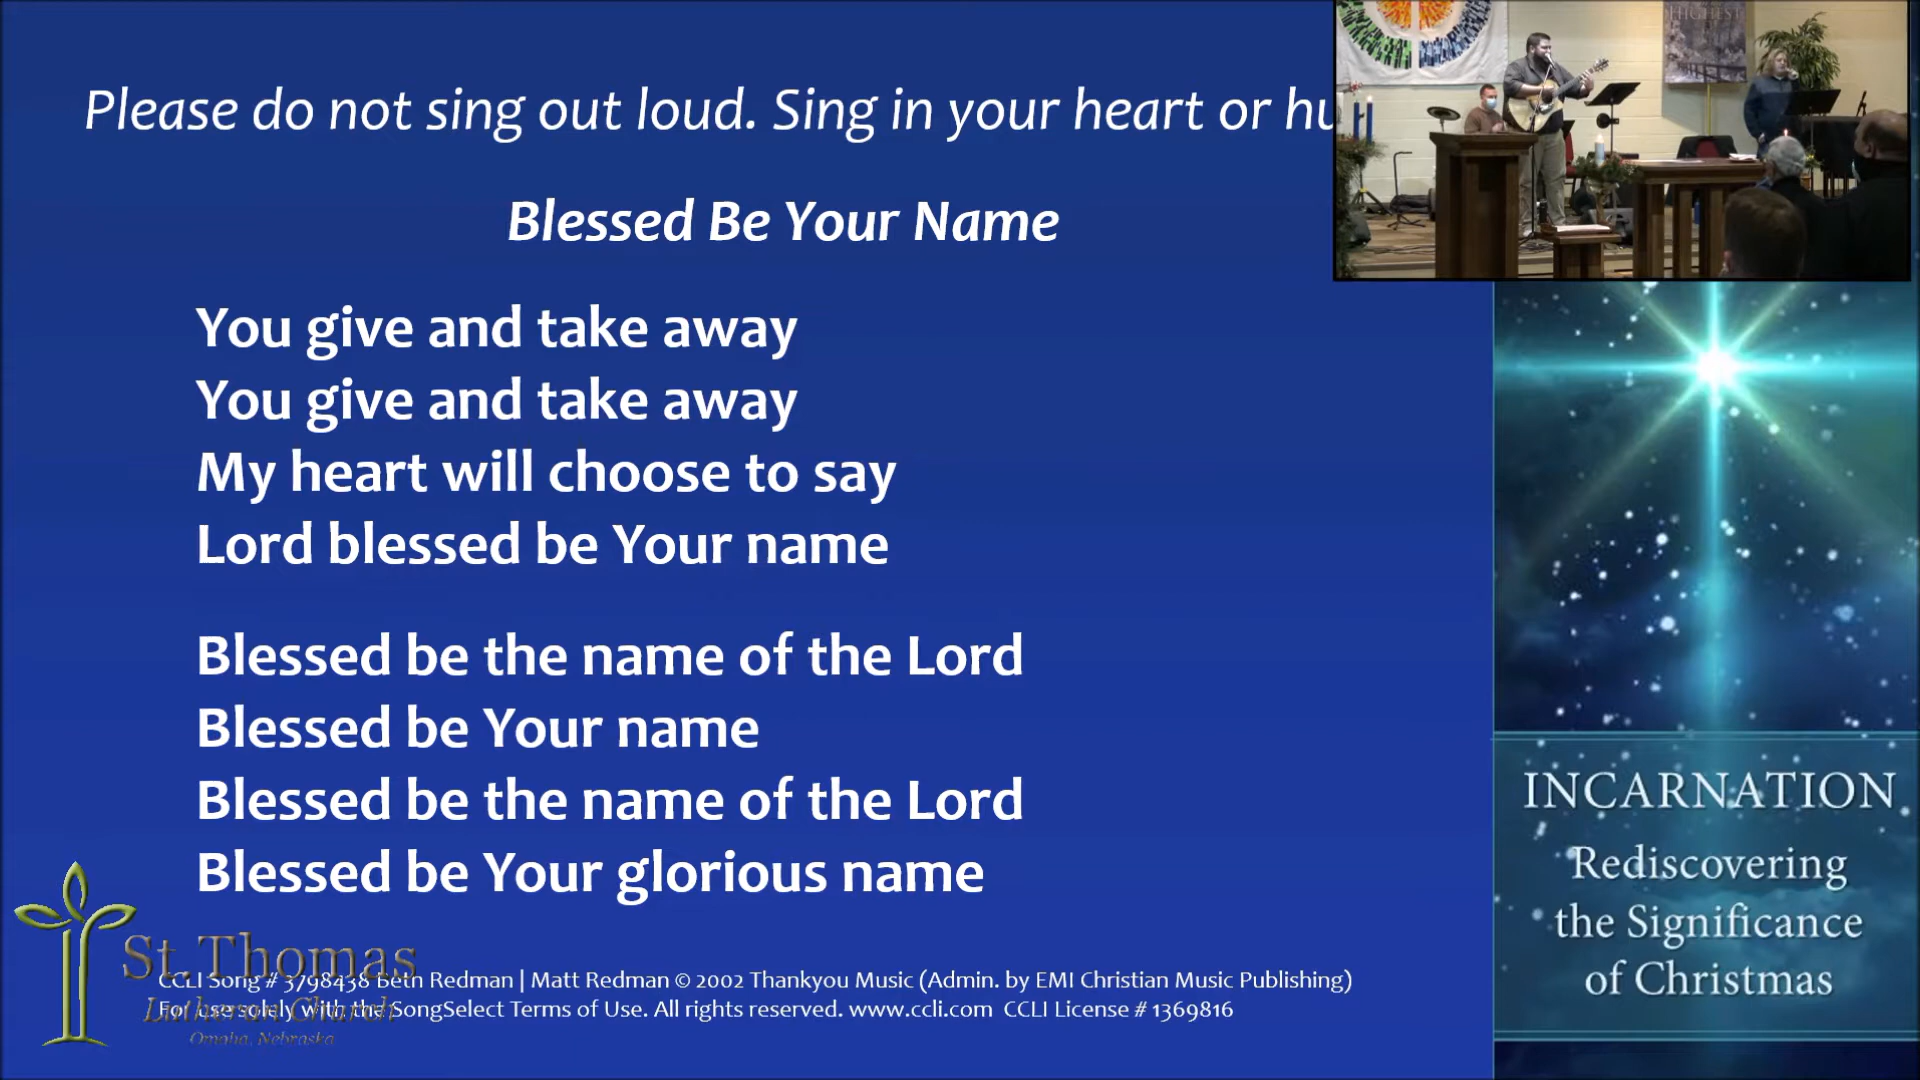 Please do not sing out loud. Sing in your heart or hu
HIGHEST
Blessed Be Your Name
You give and take away
You give and take away
My heart will choose to say
Lord blessed be Your name
Blessed be the name of the Lord
Blessed be Your name
Blessed be the name of the Lord
Blessed be Your glorious name
St. Thomas
Lutheran Church
Omaha, Nebraska
CCLI Song # 3798438 Beth Redman | Matt Redman © 2002 Thankyou Music (Admin. by EMI Christian Music Publishing)
For use solely with the SongSelect Terms of Use. All rights reserved. www.ccli.com CCLI License # 1369816
INCARNATION
Rediscovering
the Significance
of Christmas